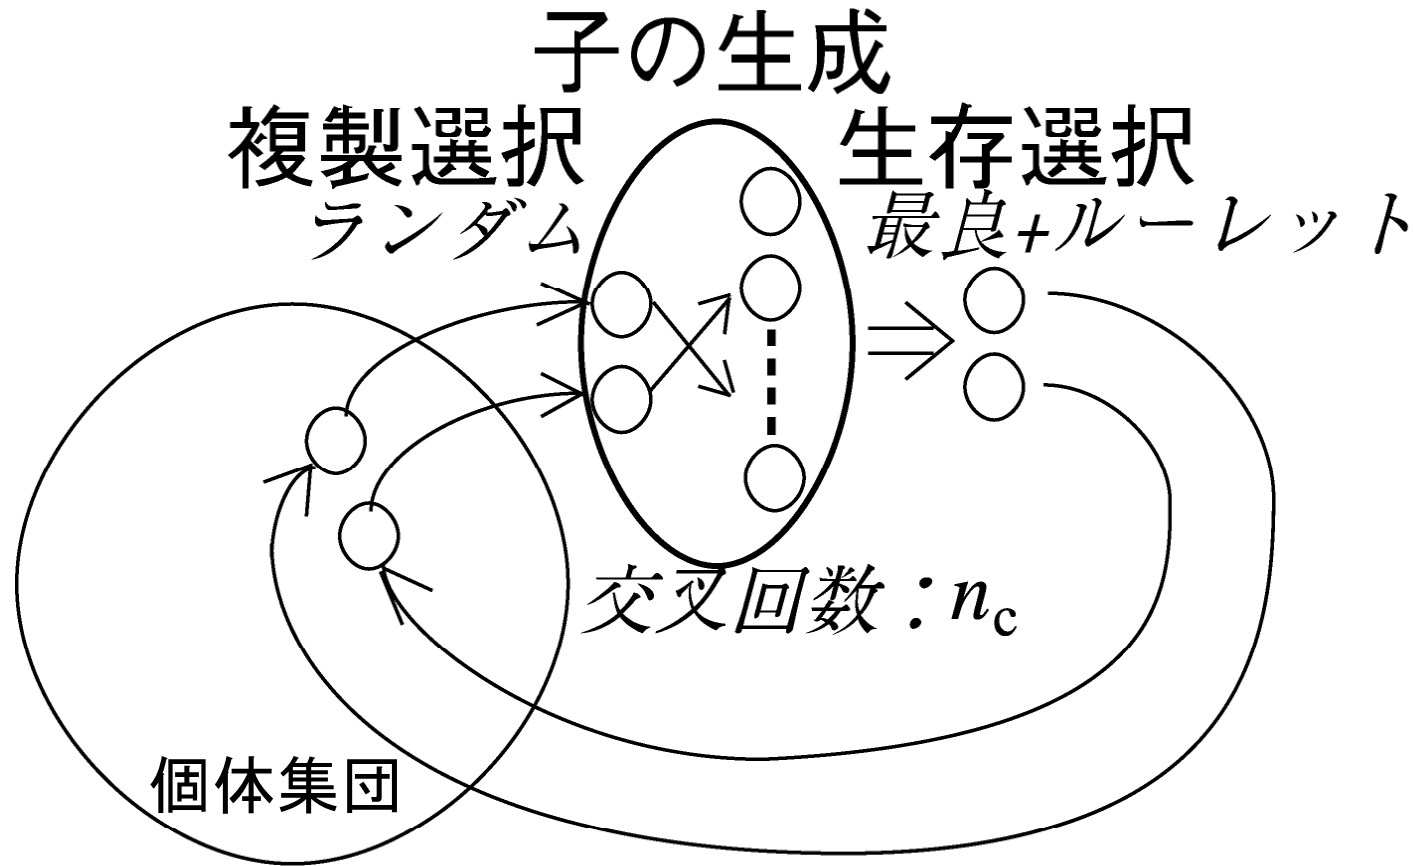 子の生成
複製選択
ランダム
生存選択
最良+ルーレット
交叉回数：nc
個体集団